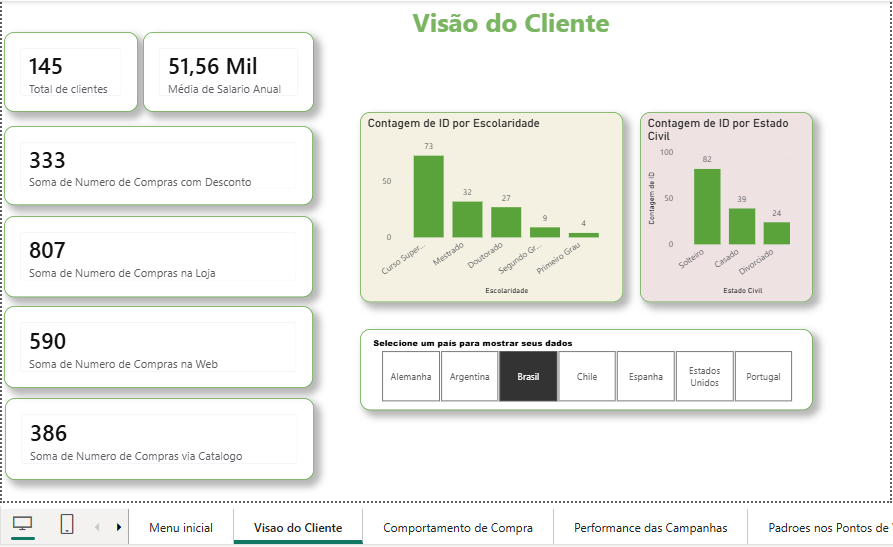 Visão do Cliente
145
Total de clientes
51,56 Mil
Média de Salario Anual
333
Soma de Numero de Compras com Desconto
807
Soma de Numero de Compras na Loja
590
Soma de Numero de Compras na Web
386
Soma de Numero de Compras via Catalogo
Contagem de ID por Escolaridade
73
50
32
27
9
4
0
Curso Super...
Mestrado
Doutorado
Segundo Gr...
Primeiro Grau
Escolaridade
Contagem de ID por Estado
Civil
Contagem de ID
100
82
50
39
24
0
Solteiro
Casado
Divorciado
Estado Civil
Selecione um país para mostrar seus dados
Alemanha
Argentina
Brasil
Chile
Espanha
Estados
Unidos
Portugal
Menu inicial
Visao do Cliente
Comportamento de Compra
Performance das Campanhas
Padroes nos Pontos de